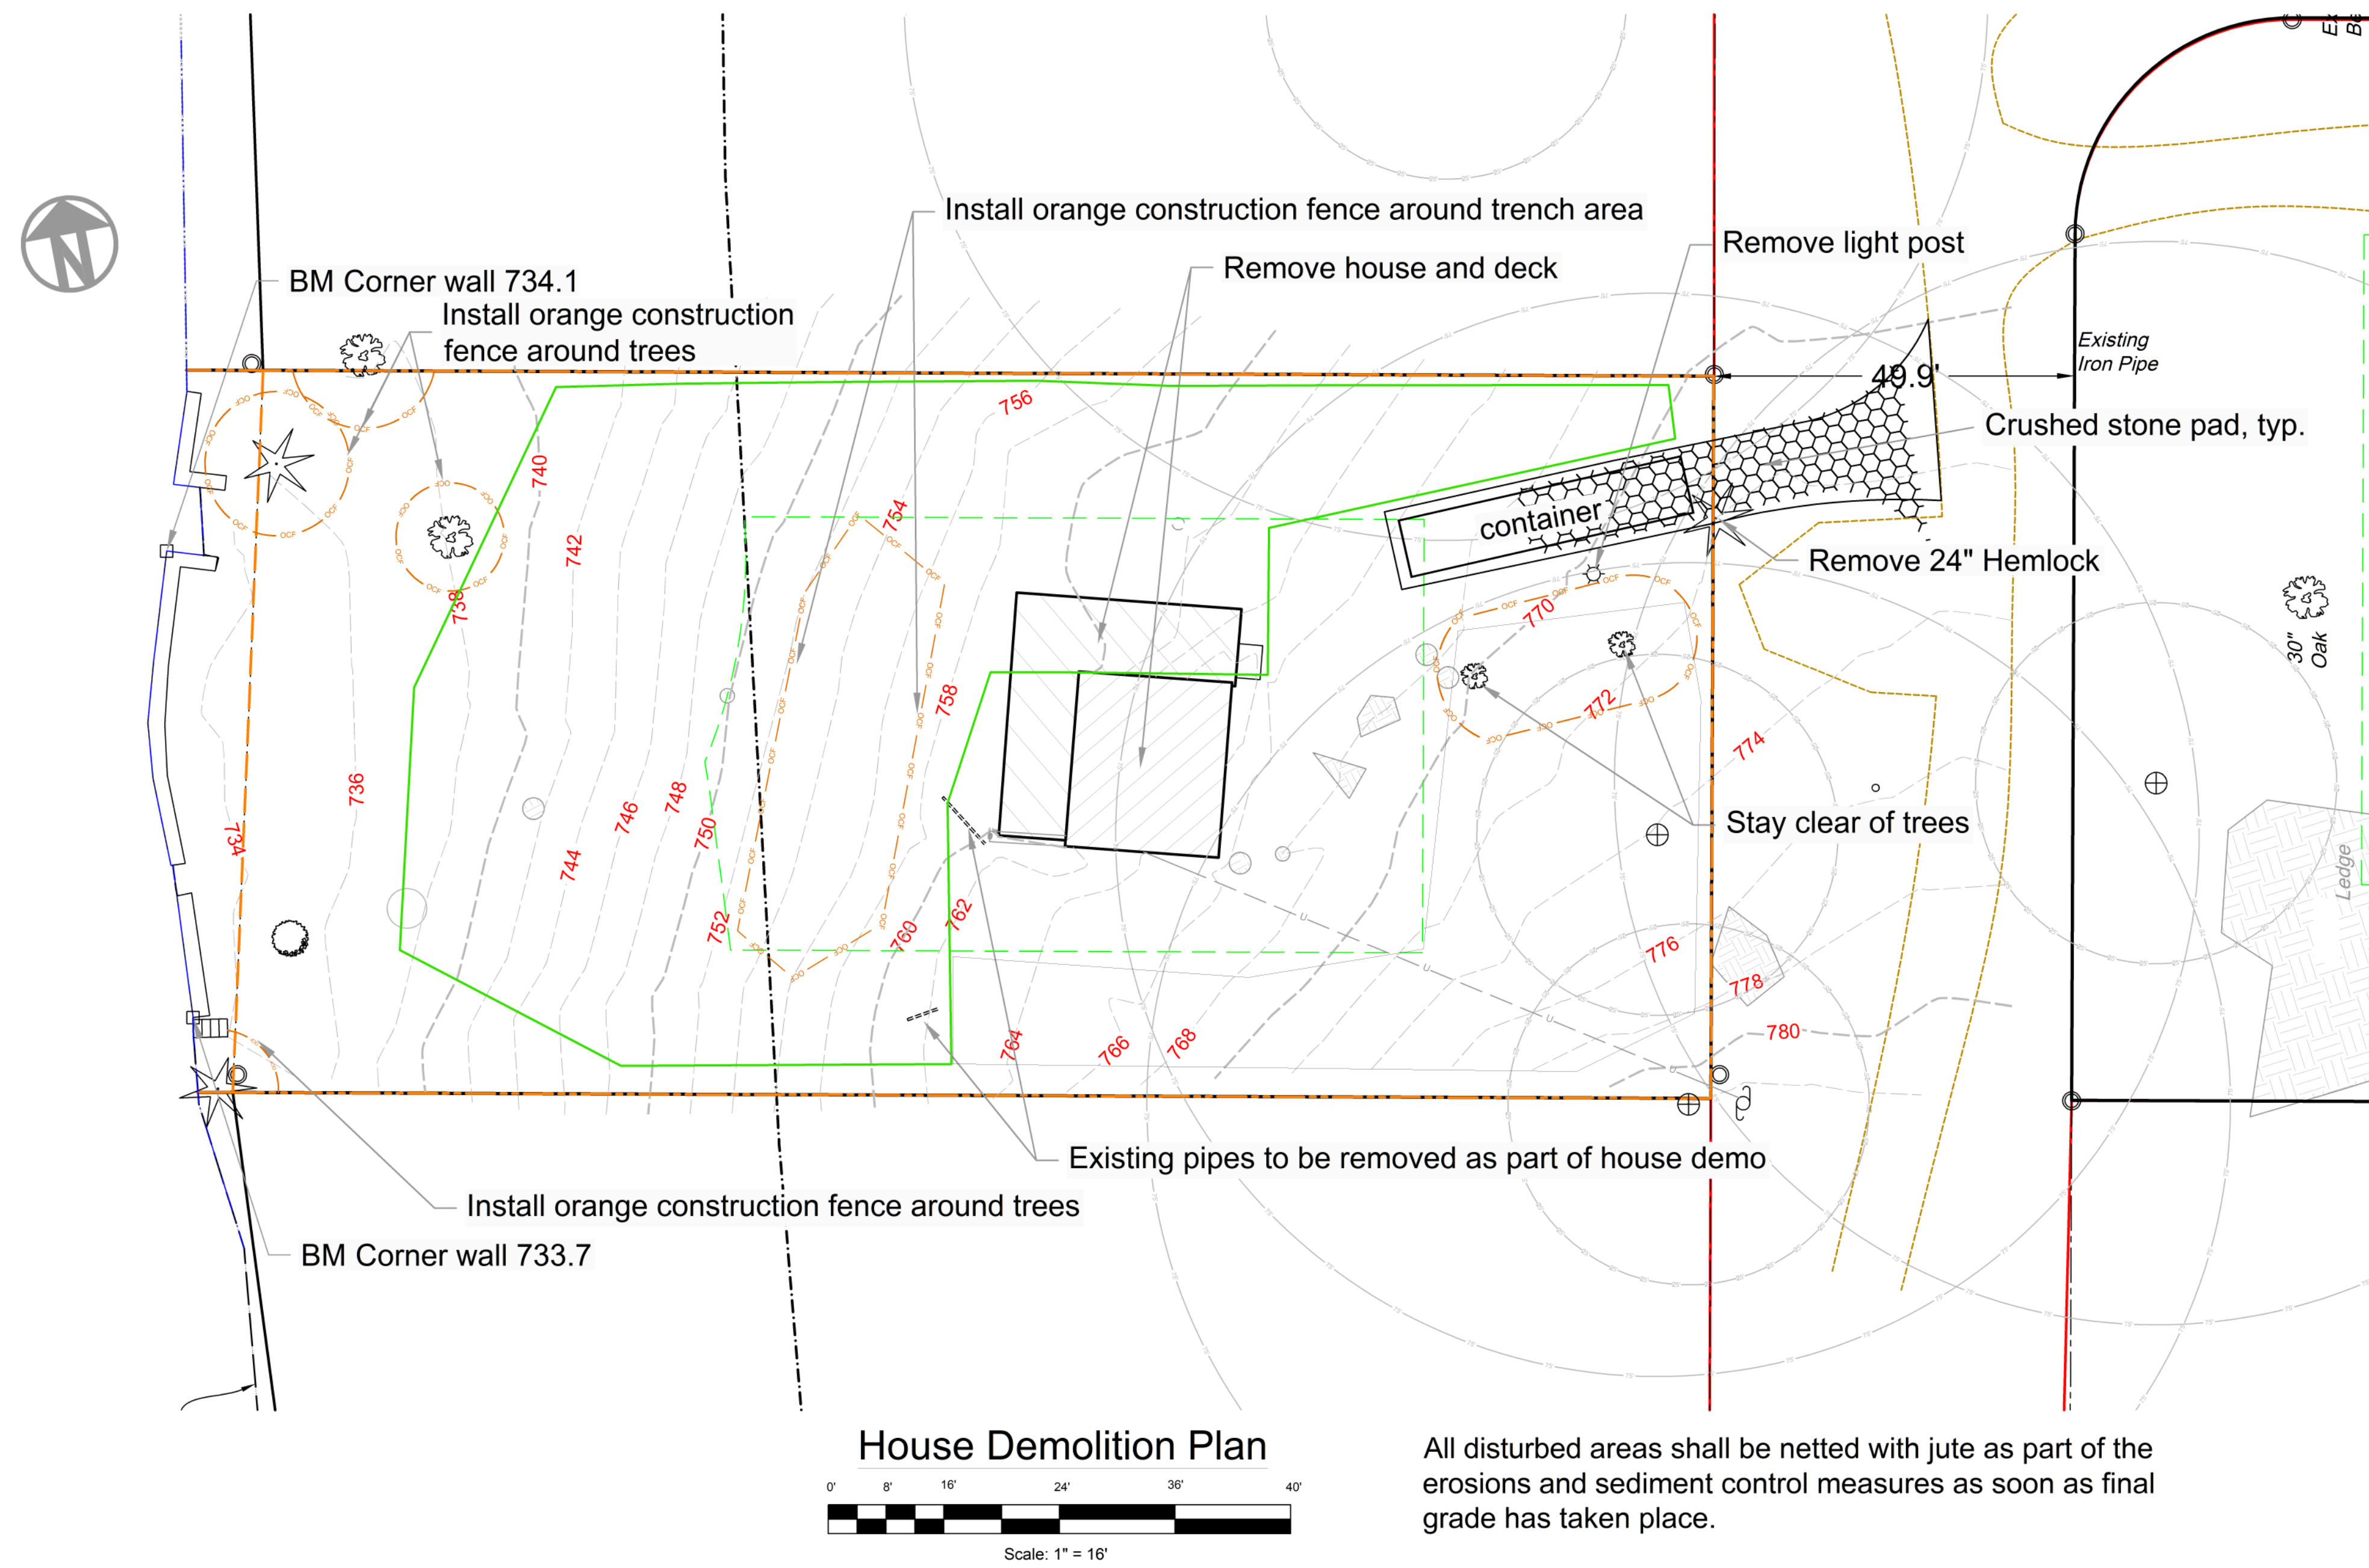 Ex
Be
N
Install orange construction fence around trench area
Remove light post
Remove house and deck
BM Corner wall 734.1
Install orange construction
fence around trees
Existing
Iron Pipe
49.9'
756
Crushed stone pad, typ.
740
754
742
container
Remove 24" Hemlock
738
770
30"
Oak
758
772
774
736
746
748
750
734
744
Stay clear of trees
Ledge
752
760
762
776
778
780
764
766
768
Existing pipes to be removed as part of house demo
Install orange construction fence around trees
BM Corner wall 733.7
House Demolition Plan
0' 8' 16' 24' 36' 40'
Scale: 1" = 16'
All disturbed areas shall be netted with jute as part of the
erosions and sediment control measures as soon as final
grade has taken place.
OCF
75'
U